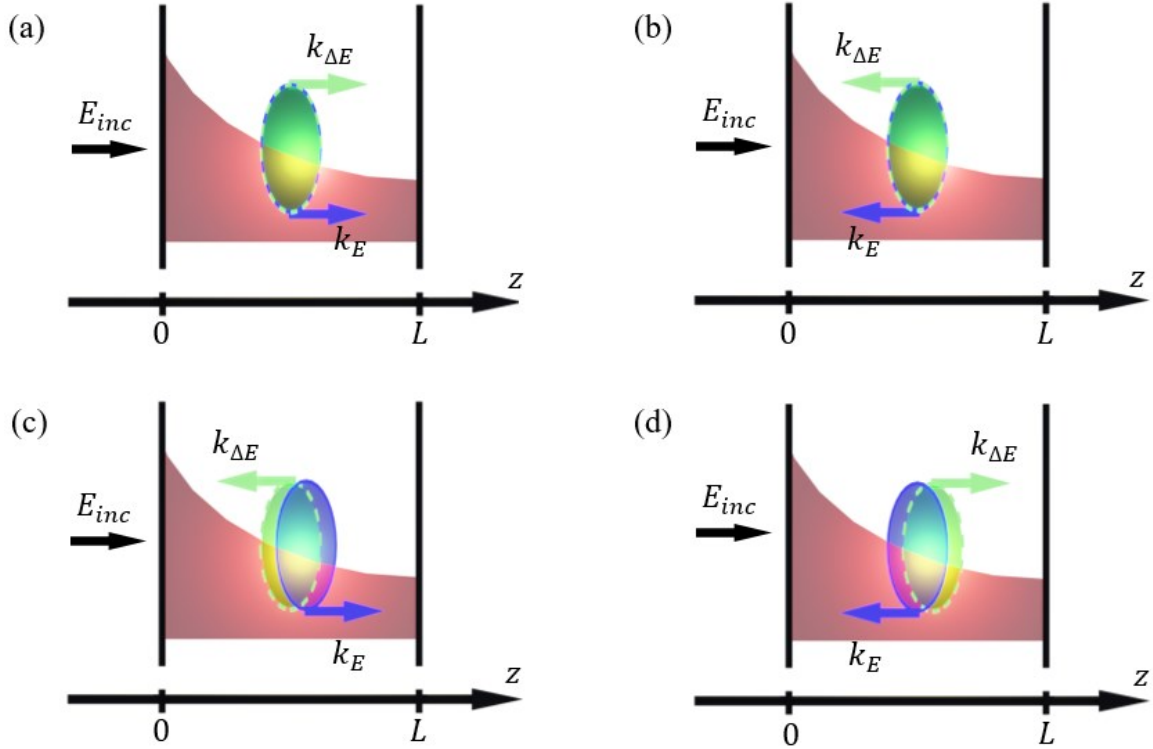 (a)
k_{ΔE}
E_{inc}
k_E
z
0
L
(b)
k_{ΔE}
E_{inc}
k_E
z
0
L
(c)
k_{ΔE}
E_{inc}
k_E
z
0
L
(d)
k_{ΔE}
E_{inc}
k_E
z
0
L